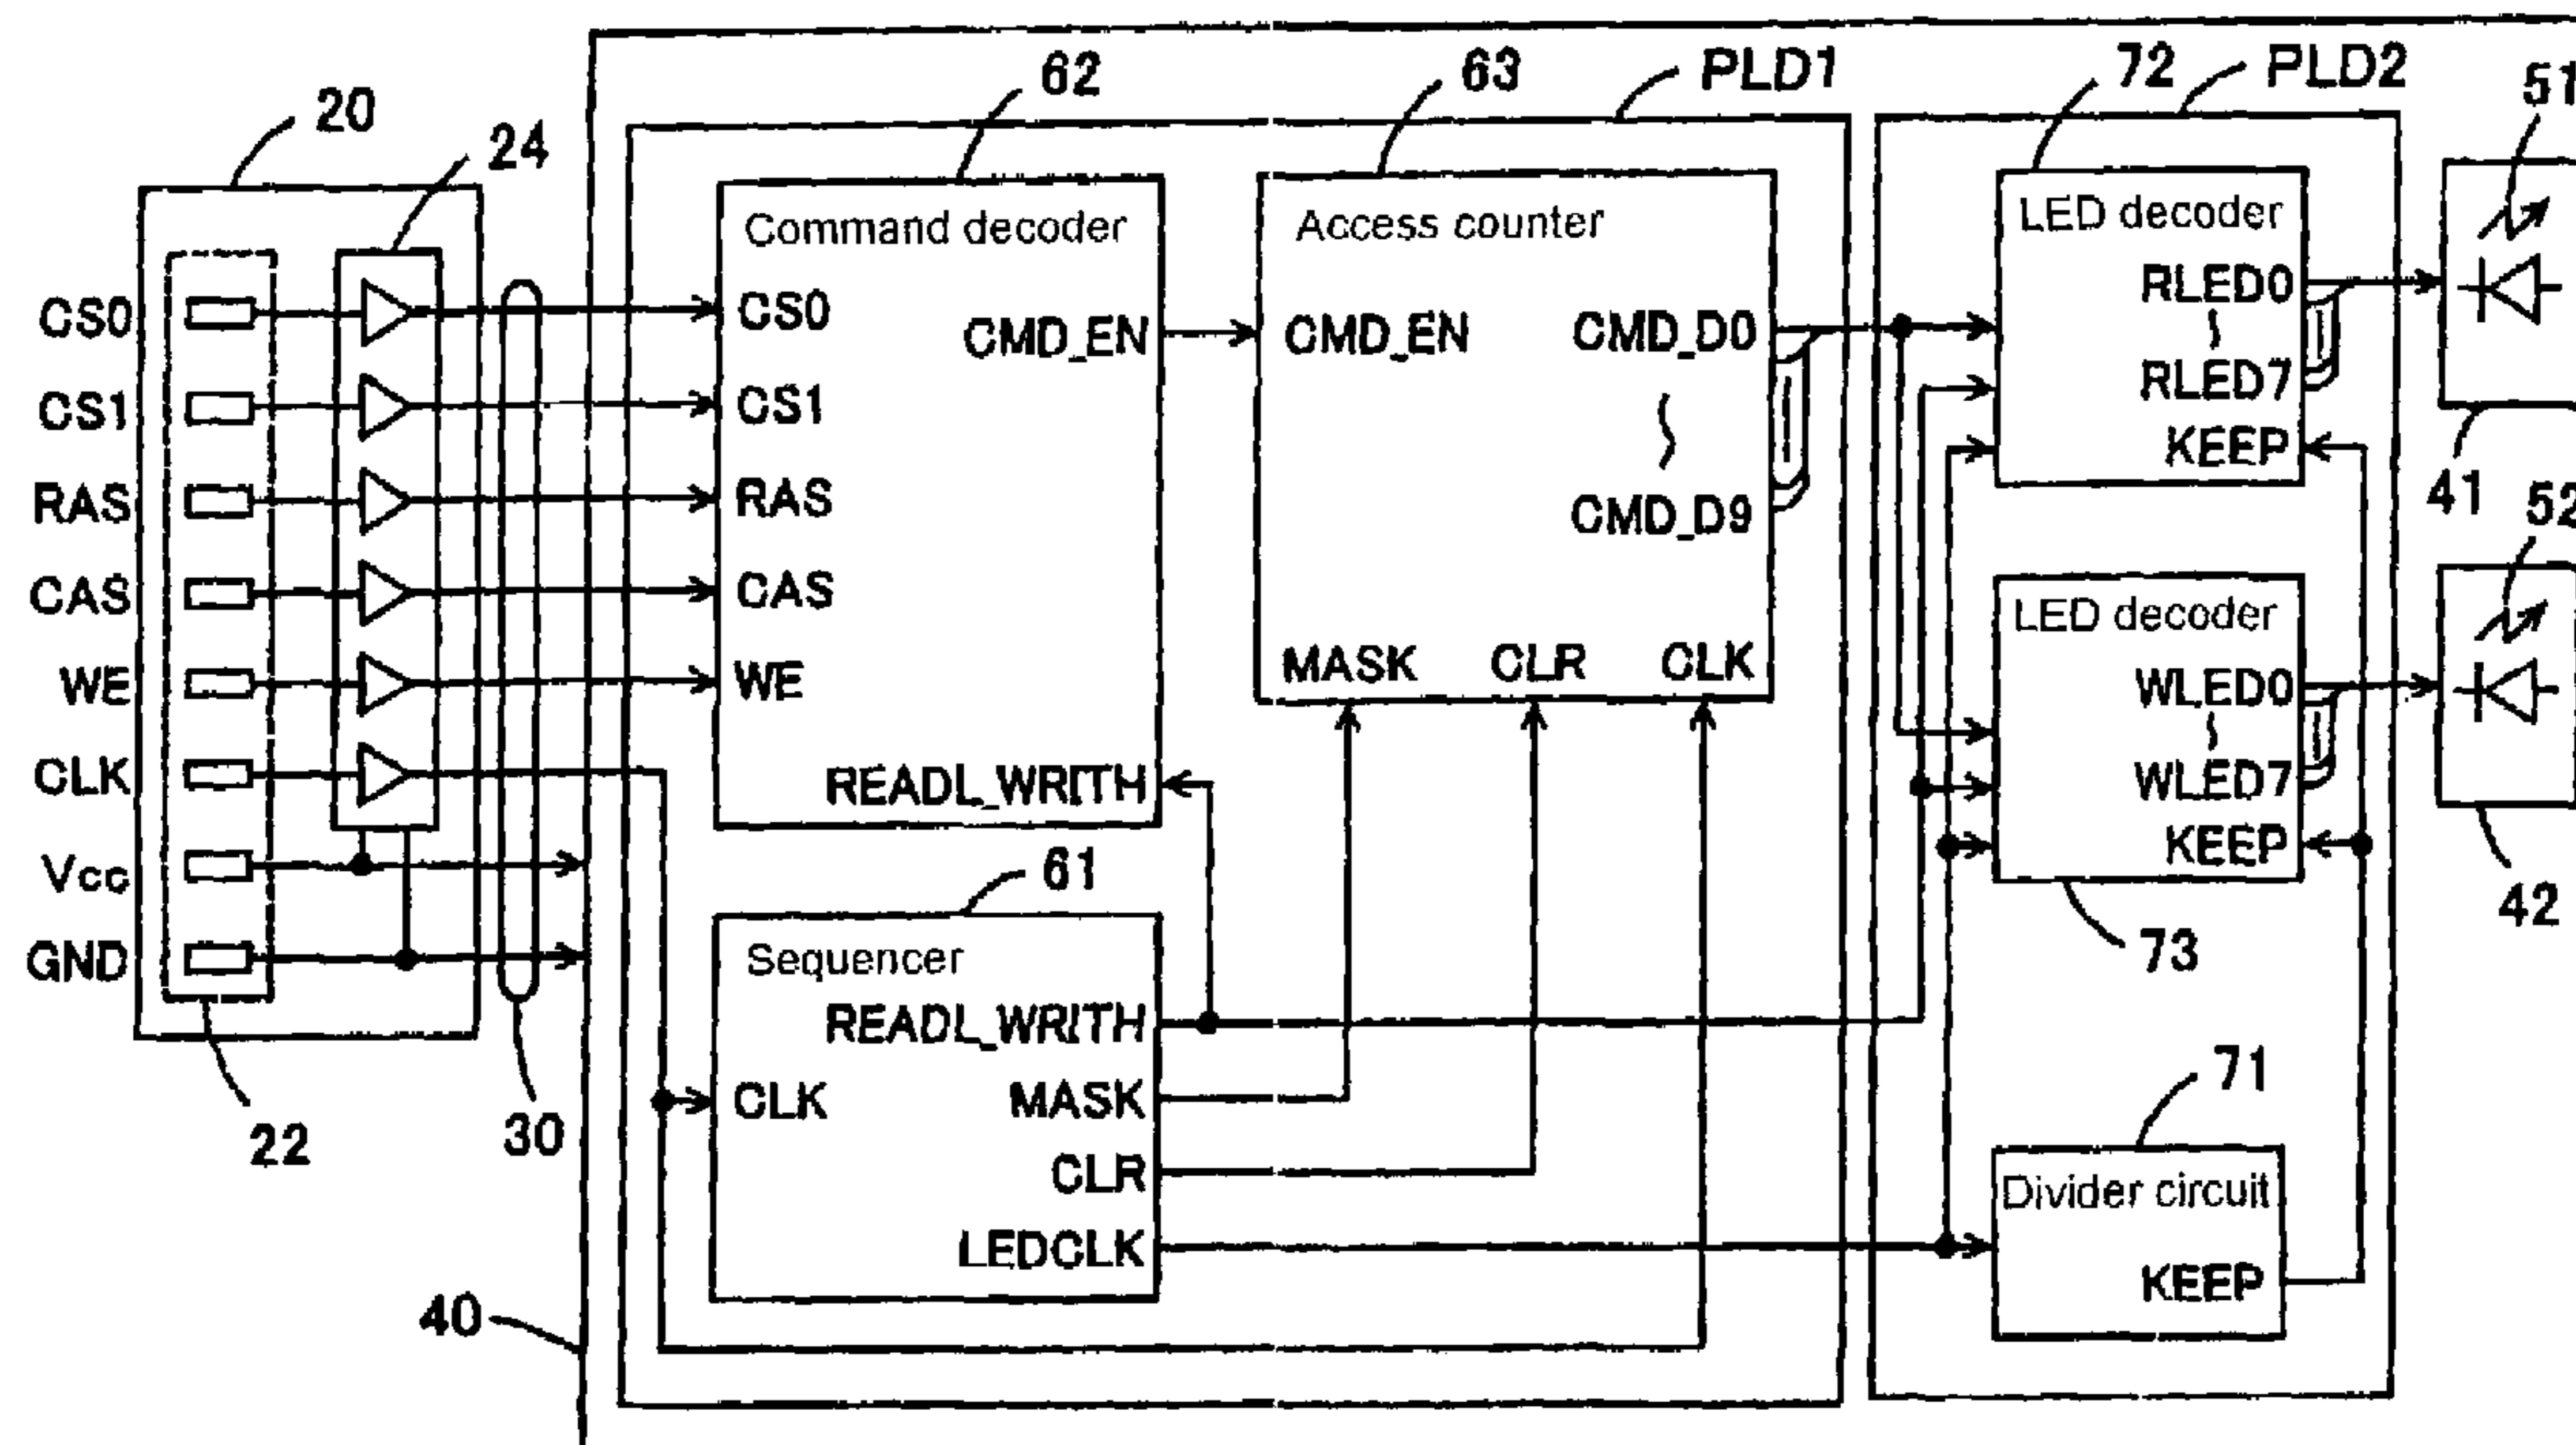 20
24
CS0
CS1
RAS
CAS
WE
CLK
Vcc
GND
22
30
40
62
Command decoder
CS0
CMD_EN
CS1
RAS
CAS
WE
READL_WRITH
61
Sequencer
READL_WRITH
CLK
MASK
CLR
LEDCLK
63
PLD1
Access counter
CMD_EN
CMD_D0
CMD_D9
MASK
CLR
CLK
72
PLD2
LED decoder
RLED0
RLED7
KEEP
LED decoder
WLED0
WLED7
KEEP
73
71
Divider circuit
KEEP
51
41
52
42